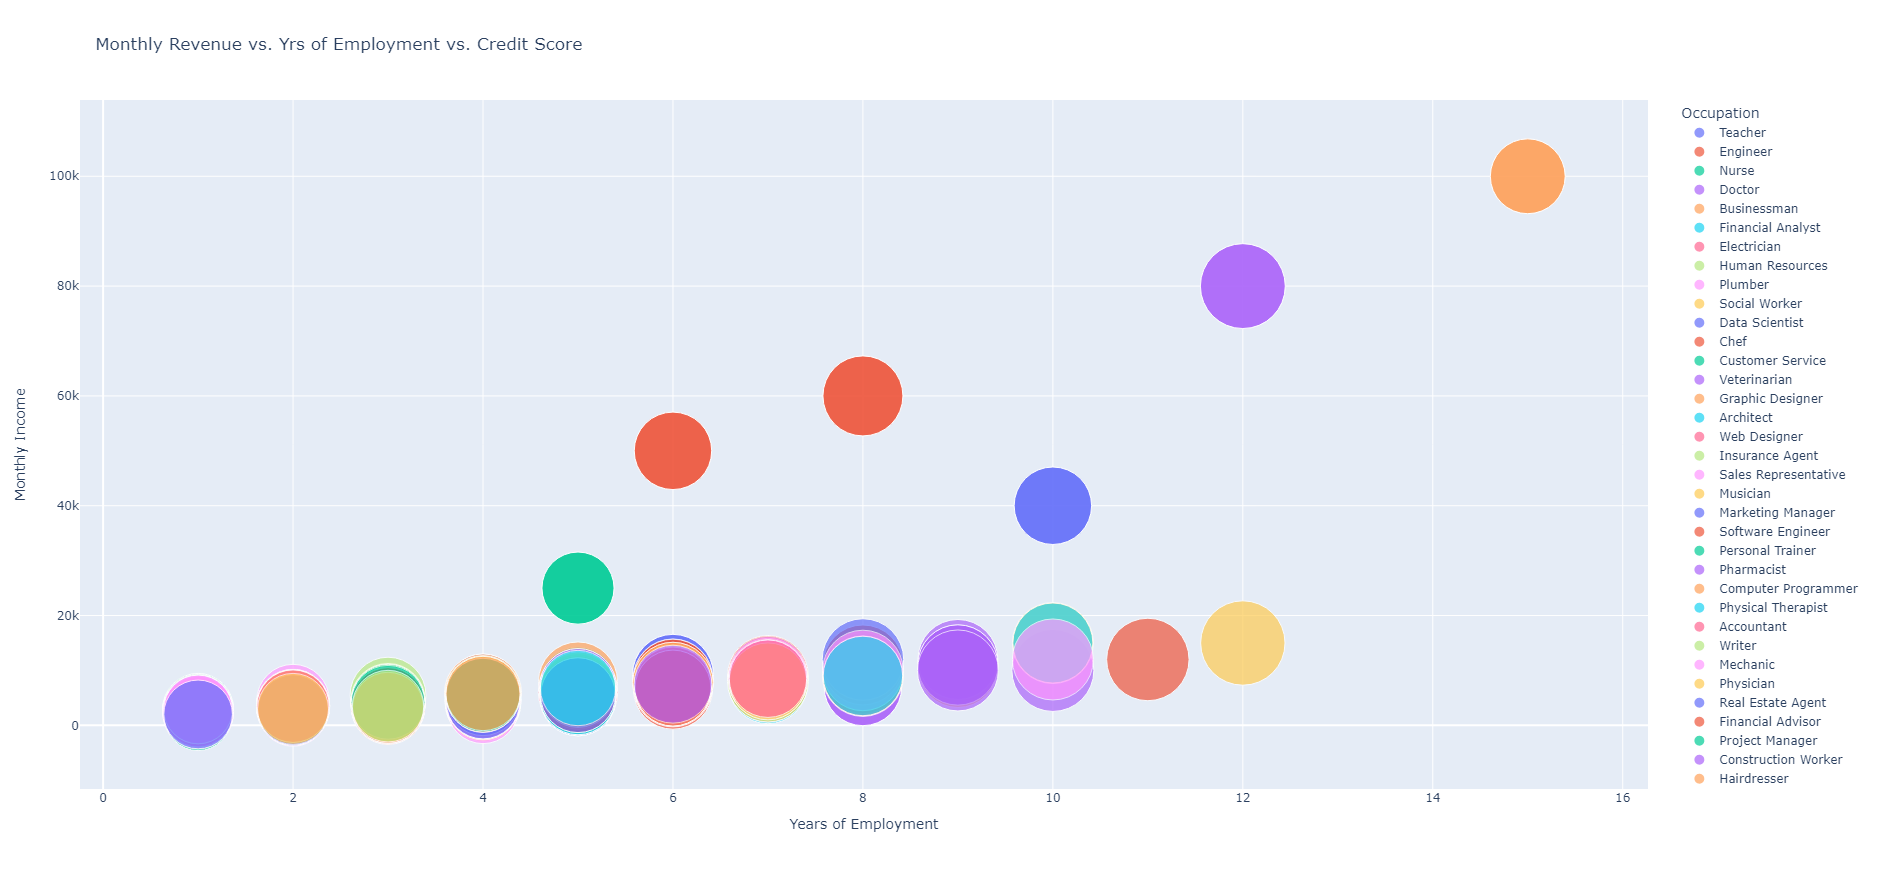 Monthly Revenue vs. Yrs of Employment vs. Credit Score
Monthly Income
100k
80k
60k
40k
20k
0
0 2 4 6 8 10 12 14 16
Years of Employment
Occupation
Teacher
Engineer
Nurse
Doctor
Businessman
Financial Analyst
Electrician
Human Resources
Plumber
Social Worker
Data Scientist
Chef
Customer Service
Veterinarian
Graphic Designer
Architect
Web Designer
Insurance Agent
Sales Representative
Musician
Marketing Manager
Software Engineer
Personal Trainer
Pharmacist
Computer Programmer
Physical Therapist
Accountant
Writer
Mechanic
Physician
Real Estate Agent
Financial Advisor
Project Manager
Construction Worker
Hairdresser